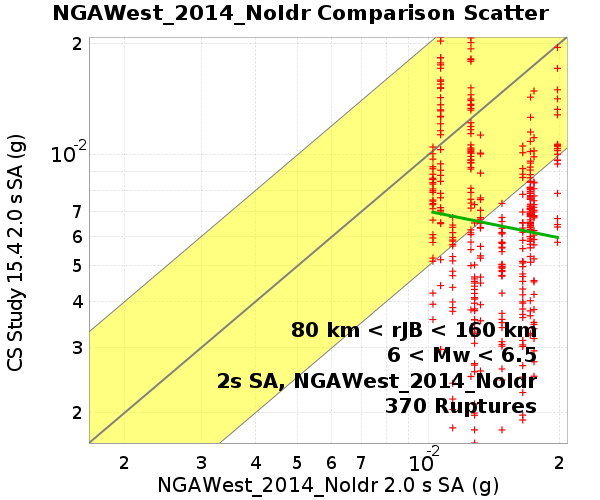 NGAWest_2014_NoIdr Comparison Scatter
2
10-2
7
6
5
4
3
2
CS Study 15.4 2.0 s SA (g)
80 km < rJB < 160 km
6 < Mw < 6.5
2s SA, NGAWest_2014_NoIdr
370 Ruptures
2 3 4 5 6 7 10-2 2
NGAWest_2014_NoIdr 2.0 s SA (g)